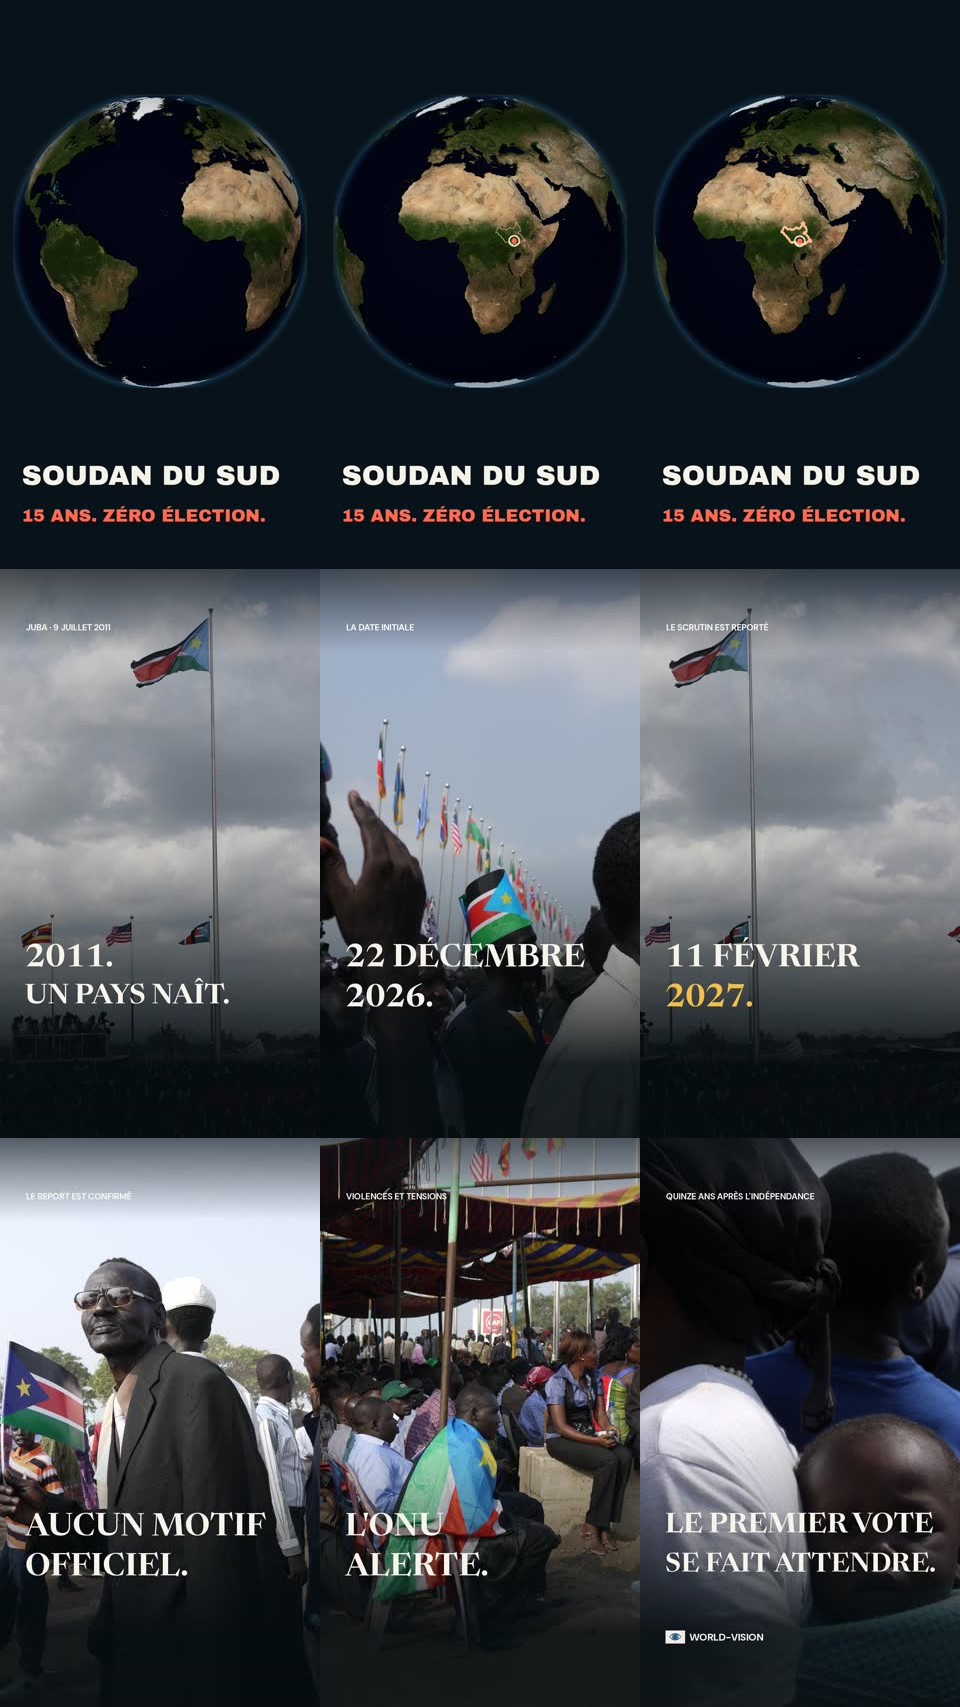 SOUDAN DU SUD
15 ANS. ZÉRO ÉLECTION.
SOUDAN DU SUD
15 ANS. ZÉRO ÉLECTION.
SOUDAN DU SUD
15 ANS. ZÉRO ÉLECTION.
JUBA · 9 JUILLET 2011
2011.
UN PAYS NAÎT.
LA DATE INITIALE
22 DÉCEMBRE
2026.
LE SCRUTIN EST REPORTÉ
11 FÉVRIER
2027.
LE REPORT EST CONFIRMÉ
AUCUN MOTIF
OFFICIEL.
VIOLENCES ET TENSIONS
L'ONU
ALERTE.
QUINZE ANS APRÈS L'INDÉPENDANCE
LE PREMIER VOTE
SE FAIT ATTENDRE.
WORLD-VISION